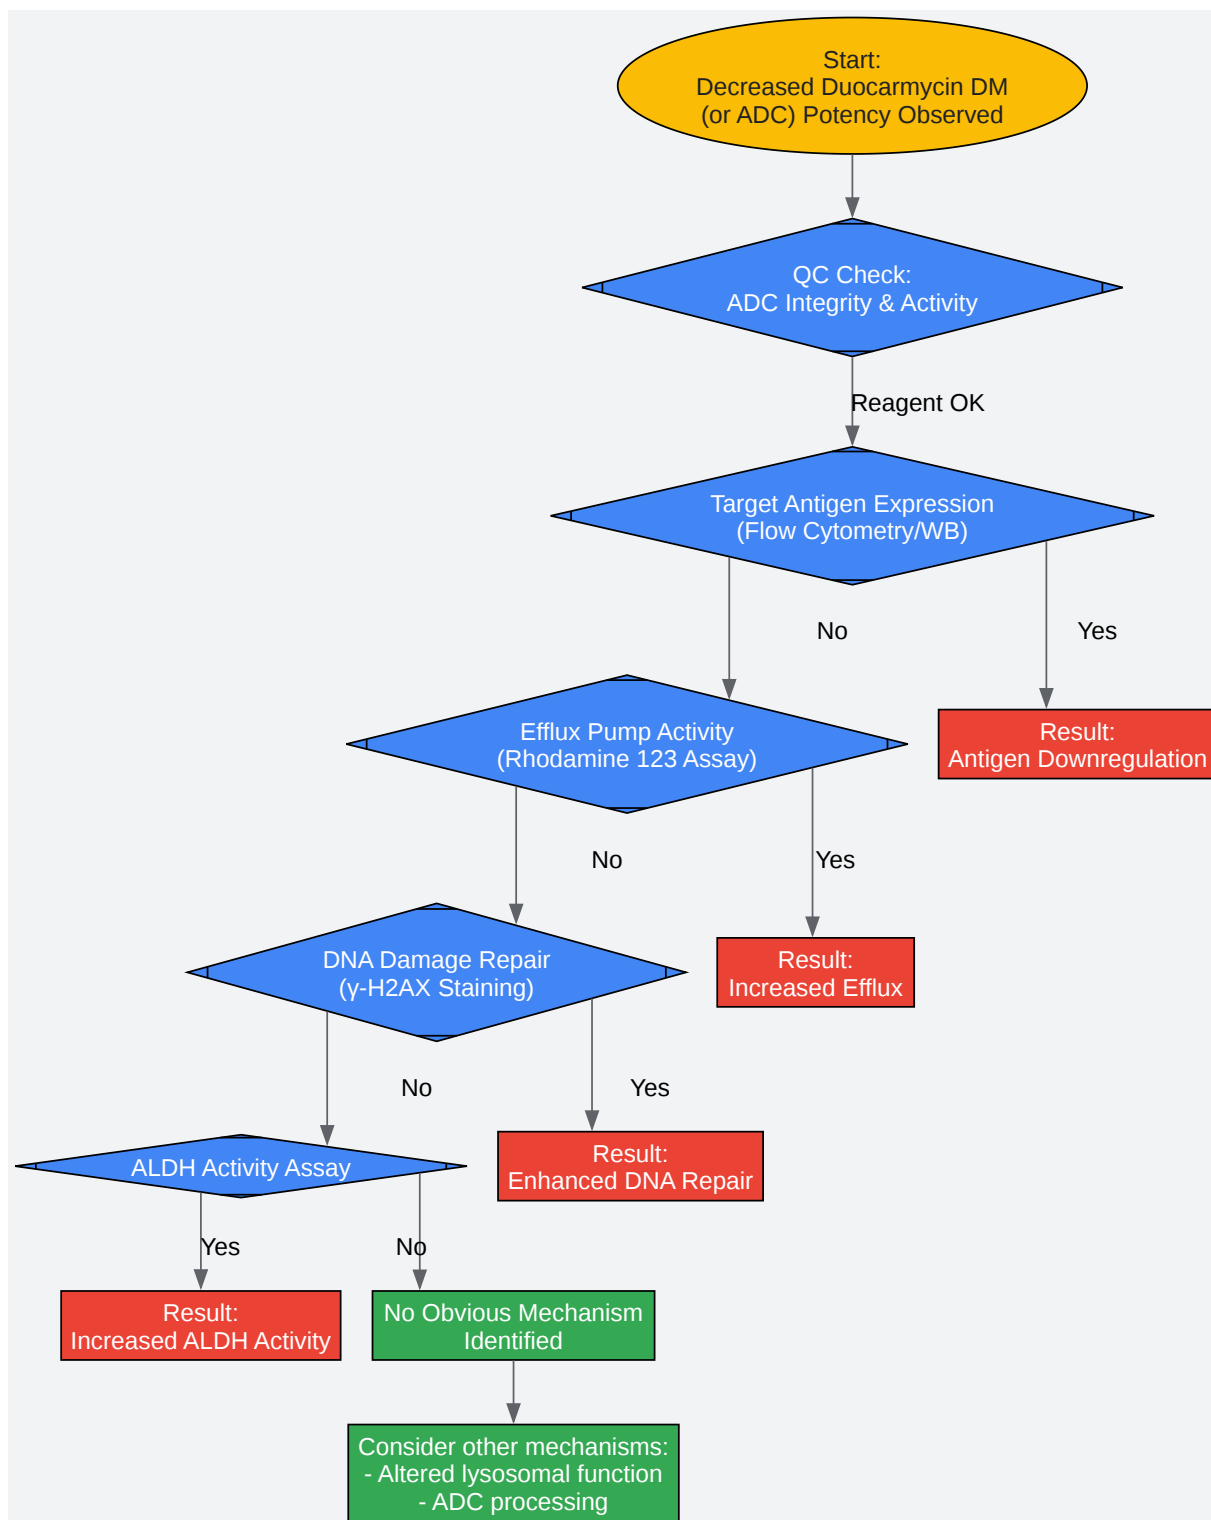 Start:
Decreased Duocarmycin DM
(or ADC) Potency Observed
QC Check:
ADC Integrity & Activity
Reagent OK
Target Antigen Expression
(Flow Cytometry/WB)
No
Yes
Efflux Pump Activity
(Rhodamine 123 Assay)
Result:
Antigen Downregulation
No
Yes
DNA Damage Repair
(γ-H2AX Staining)
Result:
Increased Efflux
No
Yes
ALDH Activity Assay
Result:
Enhanced DNA Repair
Yes
No
Result:
Increased ALDH Activity
No Obvious Mechanism
Identified
Consider other mechanisms:
- Altered lysosomal function
- ADC processing